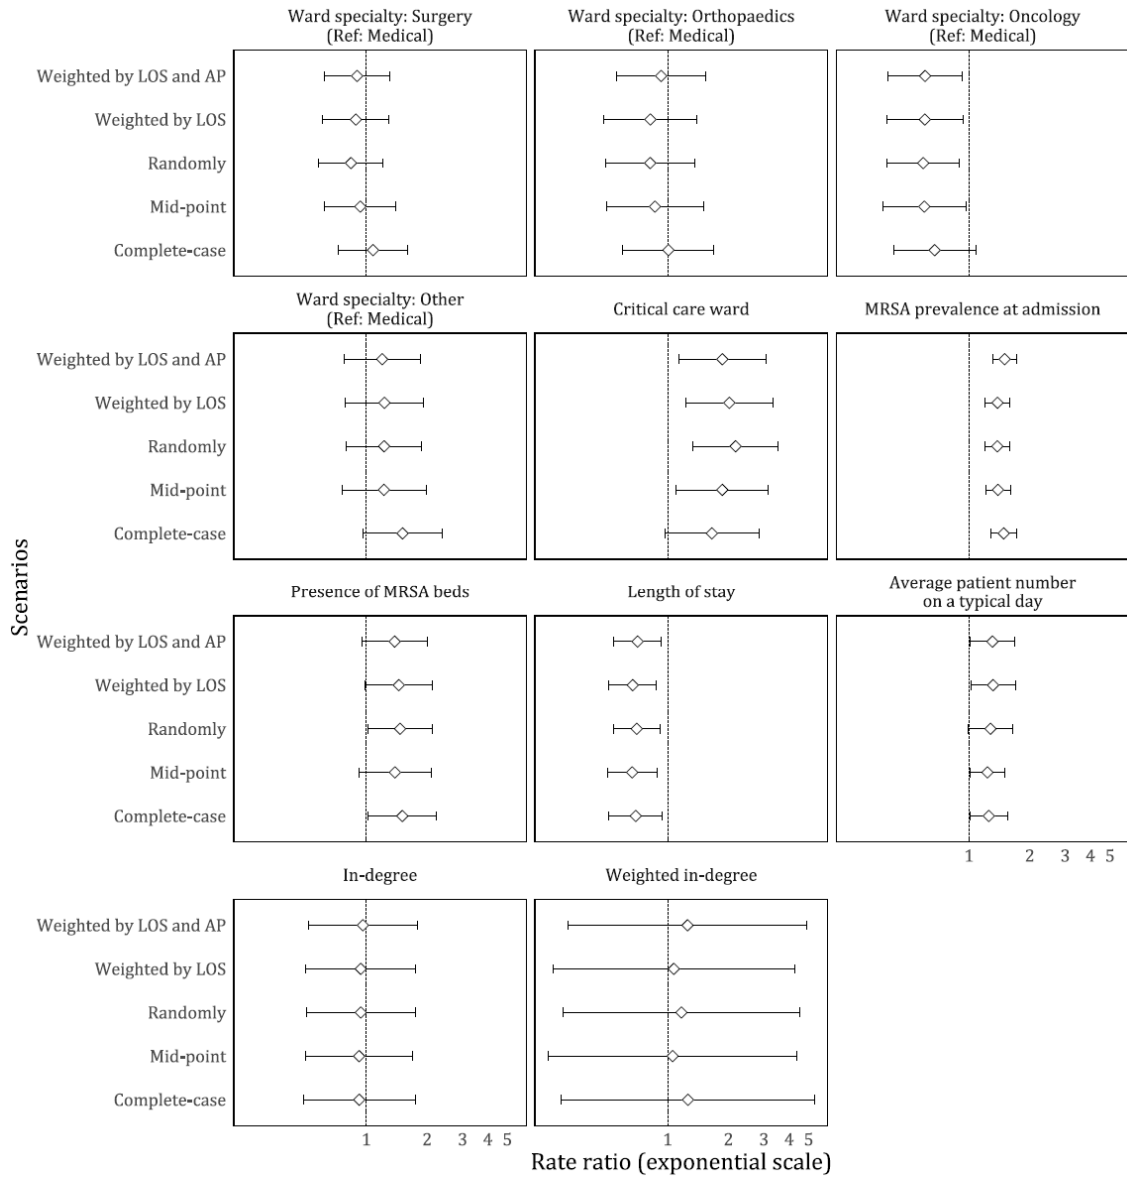 Ward specialty: Surgery
(Ref: Medical)
Ward specialty: Orthopaedics
(Ref: Medical)
Ward specialty: Oncology
(Ref: Medical)
Weighted by LOS and AP
Weighted by LOS
Randomly
Mid-point
Complete-case
Ward specialty: Other
(Ref: Medical)
Critical care ward
MRSA prevalence at admission
Weighted by LOS and AP
Weighted by LOS
Randomly
Mid-point
Complete-case
Scenarios
Presence of MRSA beds
Length of stay
Average patient number
on a typical day
Weighted by LOS and AP
Weighted by LOS
Randomly
Mid-point
Complete-case
1 2 3 4 5
In-degree
Weighted in-degree
Weighted by LOS and AP
Weighted by LOS
Randomly
Mid-point
Complete-case
1 2 3 4 5
1 2 3 4 5
Rate ratio (exponential scale)